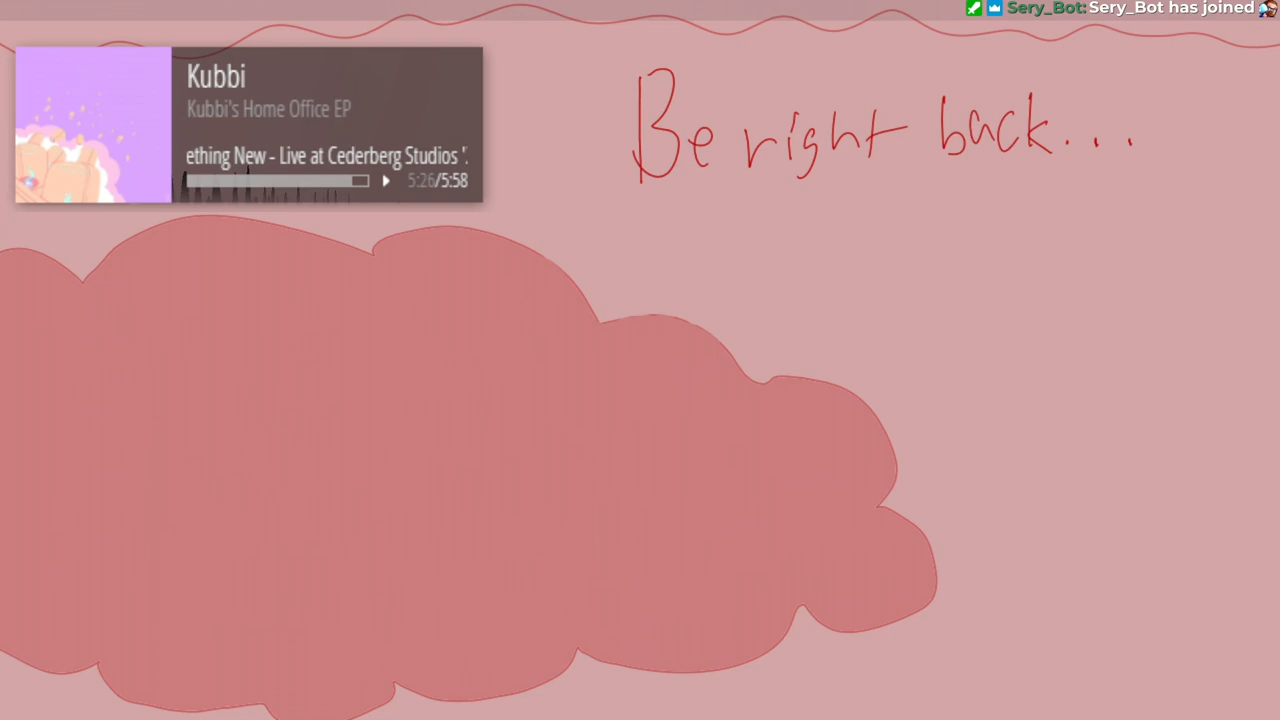 Sery_Bot: Sery_Bot has joined
Kubbi
Kubbi's Home Office EP
ething New - Live at Cederberg Studios '2
5:26/5:58
Be right back...